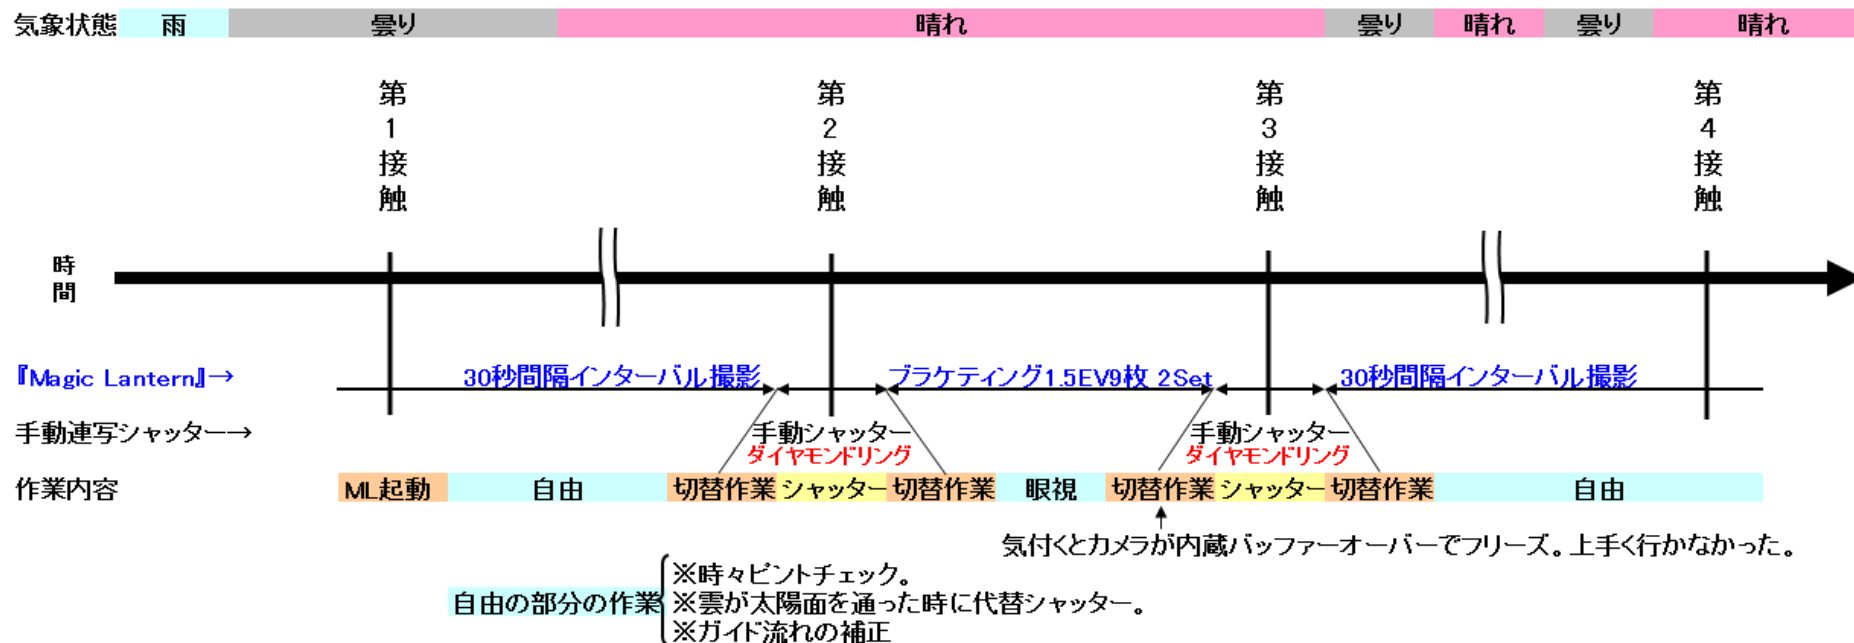 気象状態 雨 曇り 晴れ 曇り 晴れ 曇り 晴れ
第1接触 第2接触 第3接触 第4接触
時間
『Magic Lantern』→ 30秒間隔インターバル撮影 ブラケティング1.5EV9枚 2Set 30秒間隔インターバル撮影
手動連写シャッター→ 手動シャッター 手動シャッター
ダイヤモンドリング ダイヤモンドリング
作業内容 ML起動 自由 切替作業 シャッター 切替作業 眼視 切替作業 シャッター 切替作業 自由
気付くとカメラが内蔵バッファーオーバーでフリーズ。上手く行かなかった。
自由の部分の作業
※時々ピントチェック。
※雲が太陽面を通った時に代替シャッター。
※ガイド流れの補正